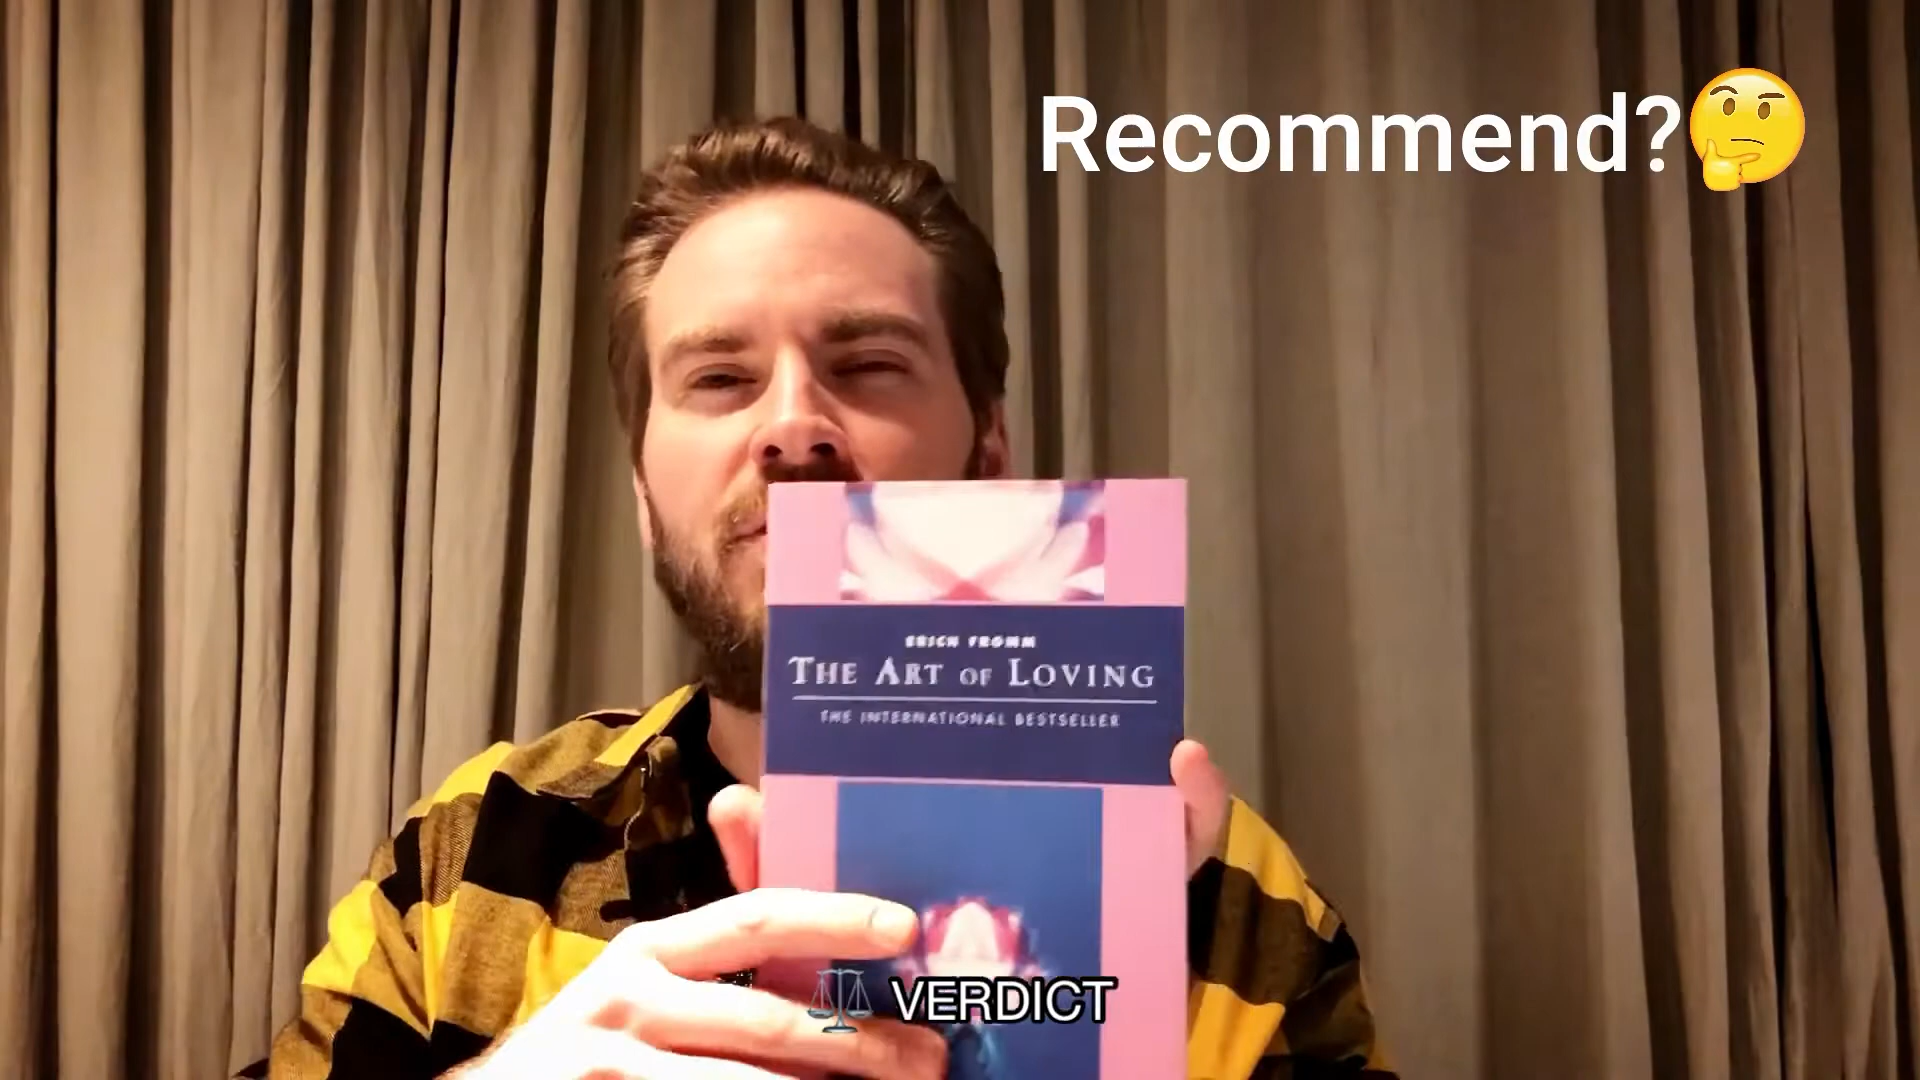 Recommend?🤔
ERICH FROMM
THE ART OF LOVING
THE INTERNATIONAL BESTSELLER
⚖️ VERDICT